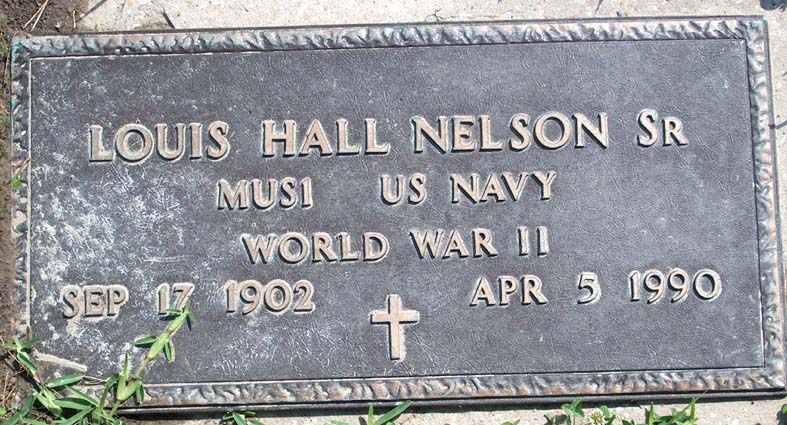 LOUIS HALL NELSON SR
MUS1 US NAVY
WORLD WAR II
SEP 17 1902 APR 5 1990